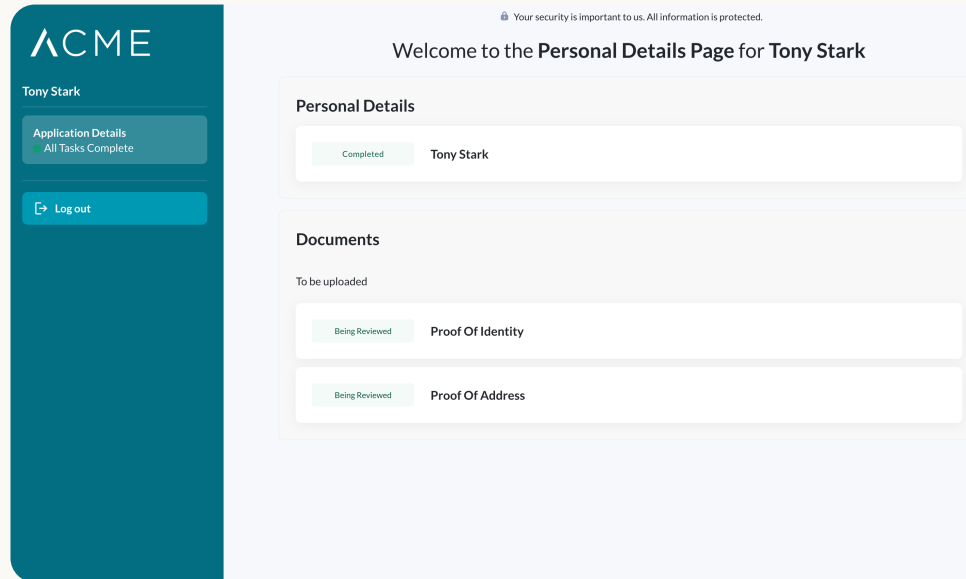 ACME
Tony Stark
Application Details
All Tasks Complete
Log out
Your security is important to us. All information is protected.
Welcome to the Personal Details Page for Tony Stark
Personal Details
Completed
Tony Stark
Documents
To be uploaded
Being Reviewed
Proof Of Identity
Being Reviewed
Proof Of Address